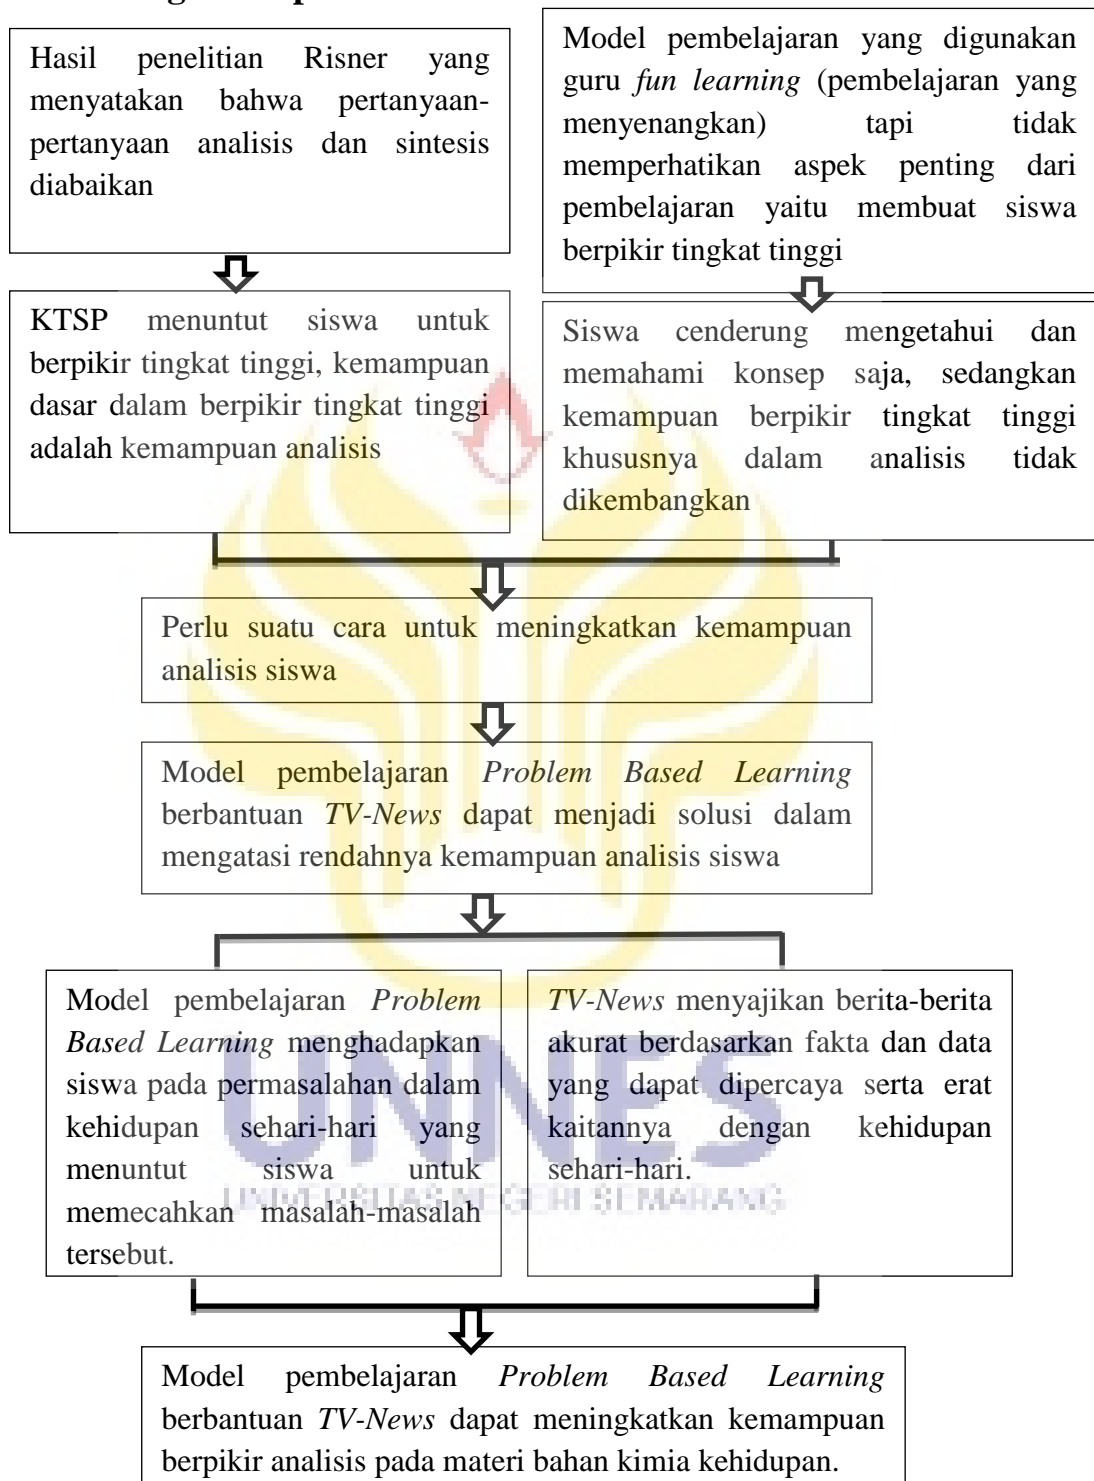 Hasil penelitian Risner yang
menyatakan bahwa pertanyaan-
pertanyaan analisis dan sintesis
diabaikan
Model pembelajaran yang digunakan
guru fun learning (pembelajaran yang
menyenangkan) tapi tidak
memperhatikan aspek penting dari
pembelajaran yaitu membuat siswa
berpikir tingkat tinggi
KTSP menuntut siswa untuk
berpikir tingkat tinggi, kemampuan
dasar dalam berpikir tingkat tinggi
adalah kemampuan analisis
Siswa cenderung mengetahui dan
memahami konsep saja, sedangkan
kemampuan berpikir tingkat tinggi
khususnya dalam analisis tidak
dikembangkan
Perlu suatu cara untuk meningkatkan kemampuan
analisis siswa
Model pembelajaran Problem Based Learning
berbantuan TV-News dapat menjadi solusi dalam
mengatasi rendahnya kemampuan analisis siswa
Model pembelajaran Problem
Based Learning menghadapkan
siswa pada permasalahan dalam
kehidupan sehari-hari yang
menuntut siswa untuk
memecahkan masalah-masalah
tersebut.
TV-News menyajikan berita-berita
akurat berdasarkan fakta dan data
yang dapat dipercaya serta erat
kaitannya dengan kehidupan
sehari-hari.
UNNES
UNIVERSITAS NEGERI SEMARANG
Model pembelajaran Problem Based Learning
berbantuan TV-News dapat meningkatkan kemampuan
berpikir analisis pada materi bahan kimia kehidupan.